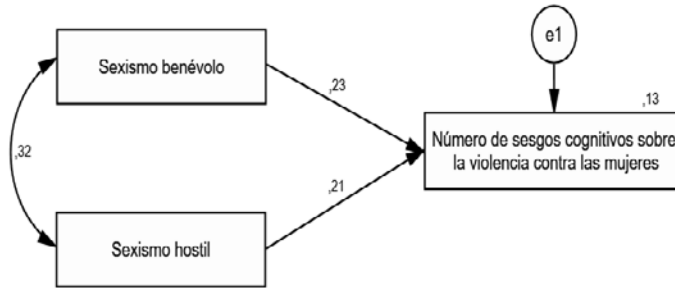 e1
Sexismo benévolo
,23
,13
Número de sesgos cognitivos sobre
la violencia contra las mujeres
,32
,21
Sexismo hostil